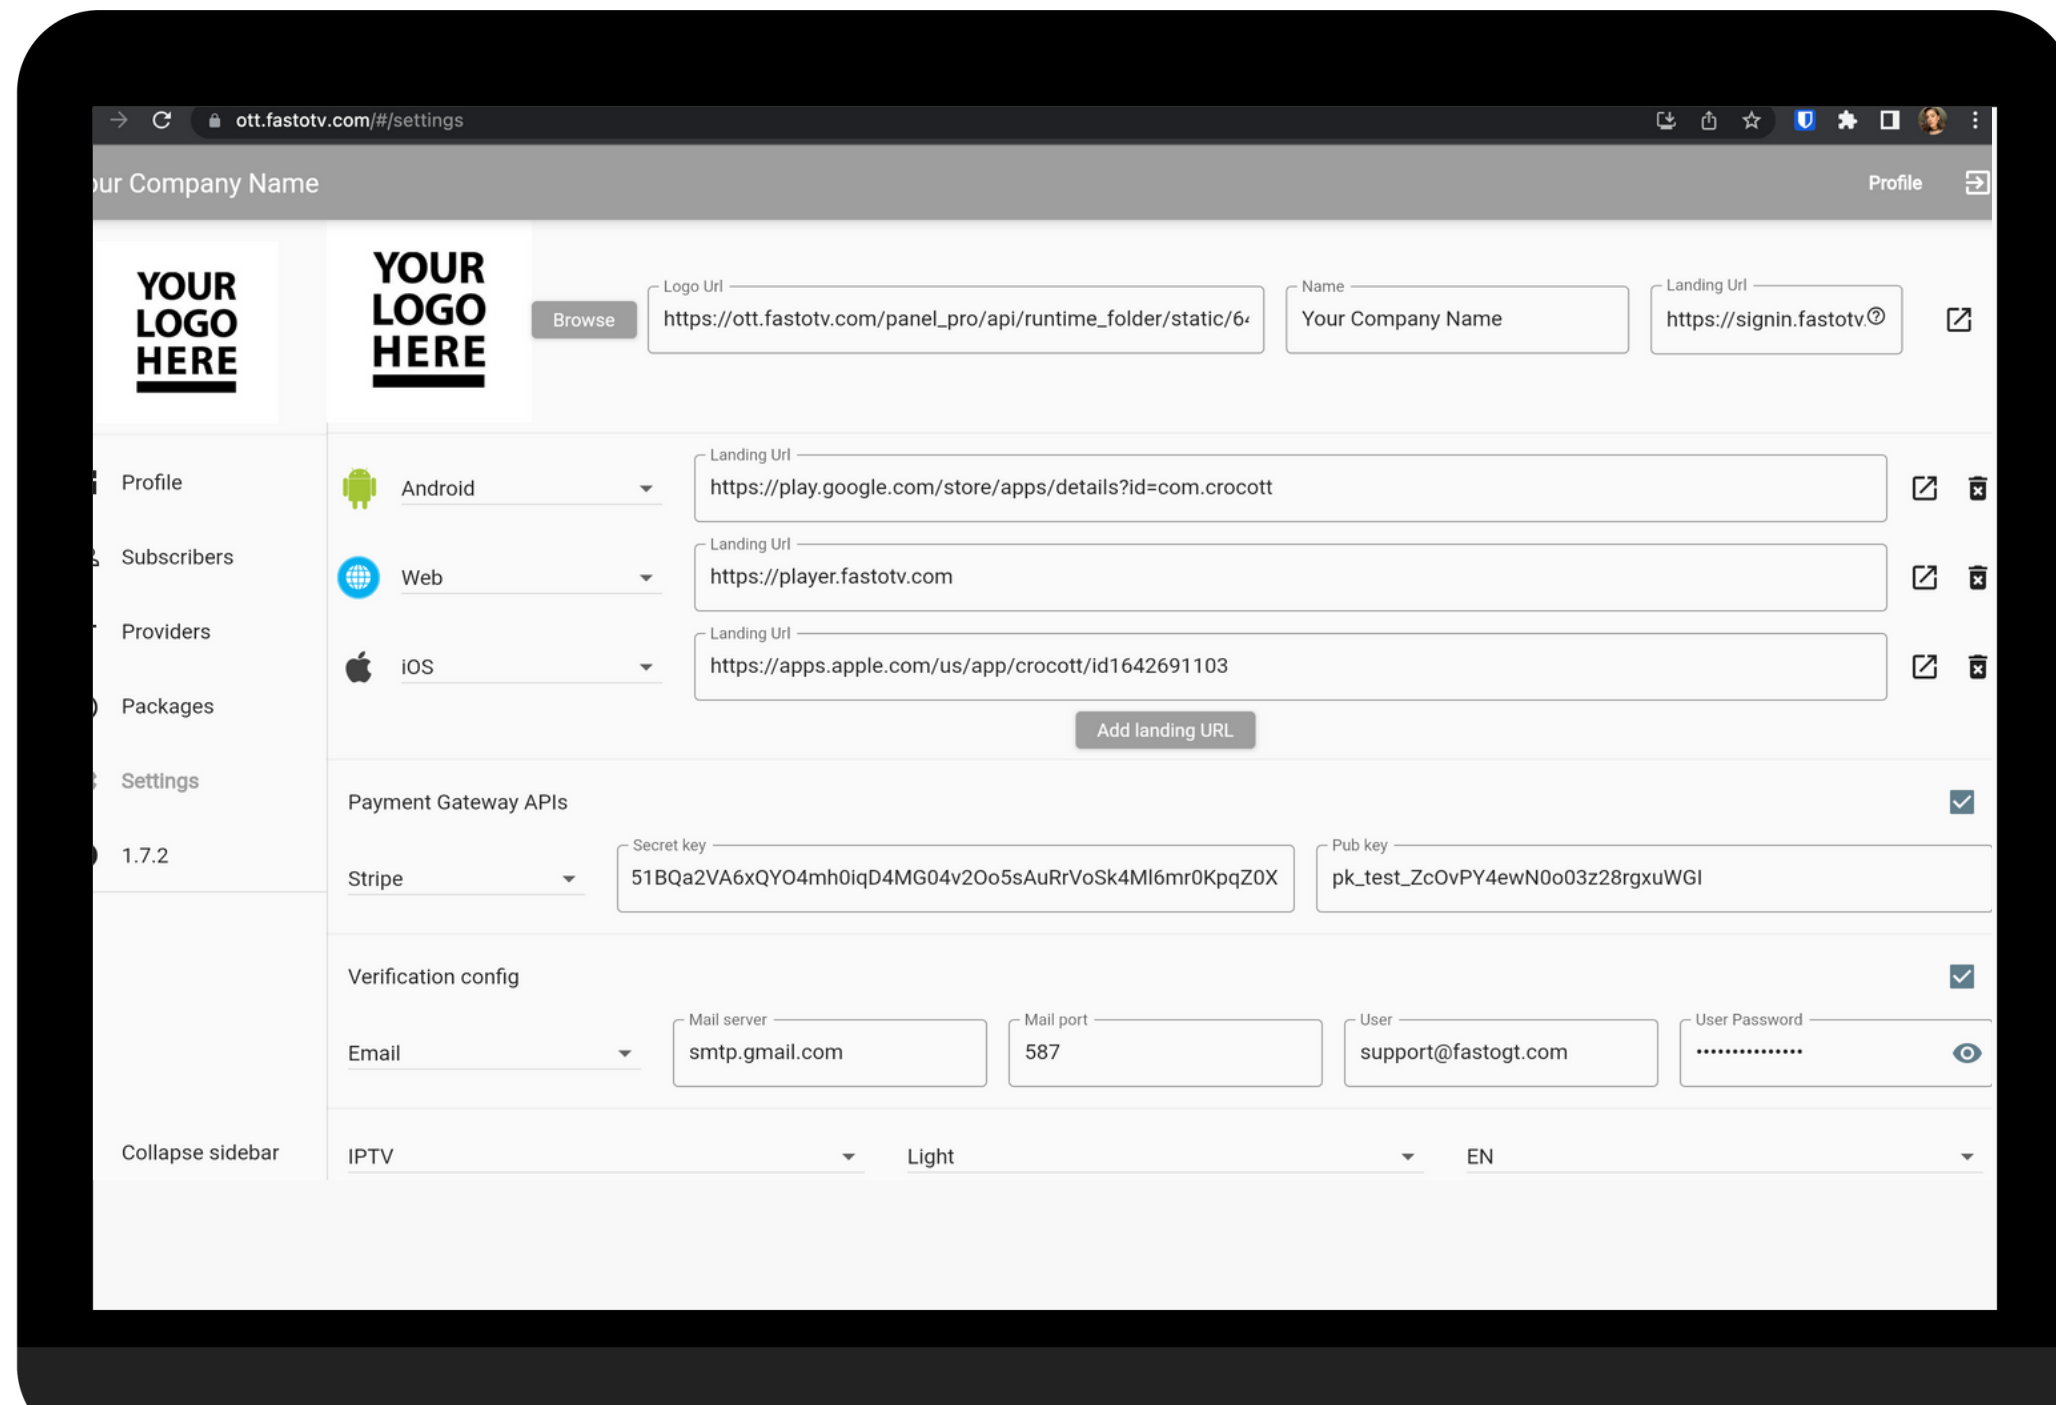 ott.fastotv.com/#/settings
our Company Name
Profile
YOUR
LOGO
HERE
YOUR
LOGO
HERE
Browse
Logo Url
https://ott.fastotv.com/panel_pro/api/runtime_folder/static/64
Name
Your Company Name
Landing Url
https://signin.fastotv.
Profile
Subscribers
Providers
Packages
Settings
1.7.2
Collapse sidebar
Android
Landing Url
https://play.google.com/store/apps/details?id=com.crocott
Web
Landing Url
https://player.fastotv.com
iOS
Landing Url
https://apps.apple.com/us/app/crocott/id1642691103
Add landing URL
Payment Gateway APIs
Stripe
Secret key
51BQa2VA6xQYO4mh0iqD4MG04v2Oo5sAuRrVoSk4Ml6mr0KpqZ0X
Pub key
pk_test_ZcOvPY4ewN0o03z28rgxuWGI
Verification config
Email
Mail server
smtp.gmail.com
Mail port
587
User
support@fastogt.com
User Password
•••••••••••••••
IPTV
Light
EN